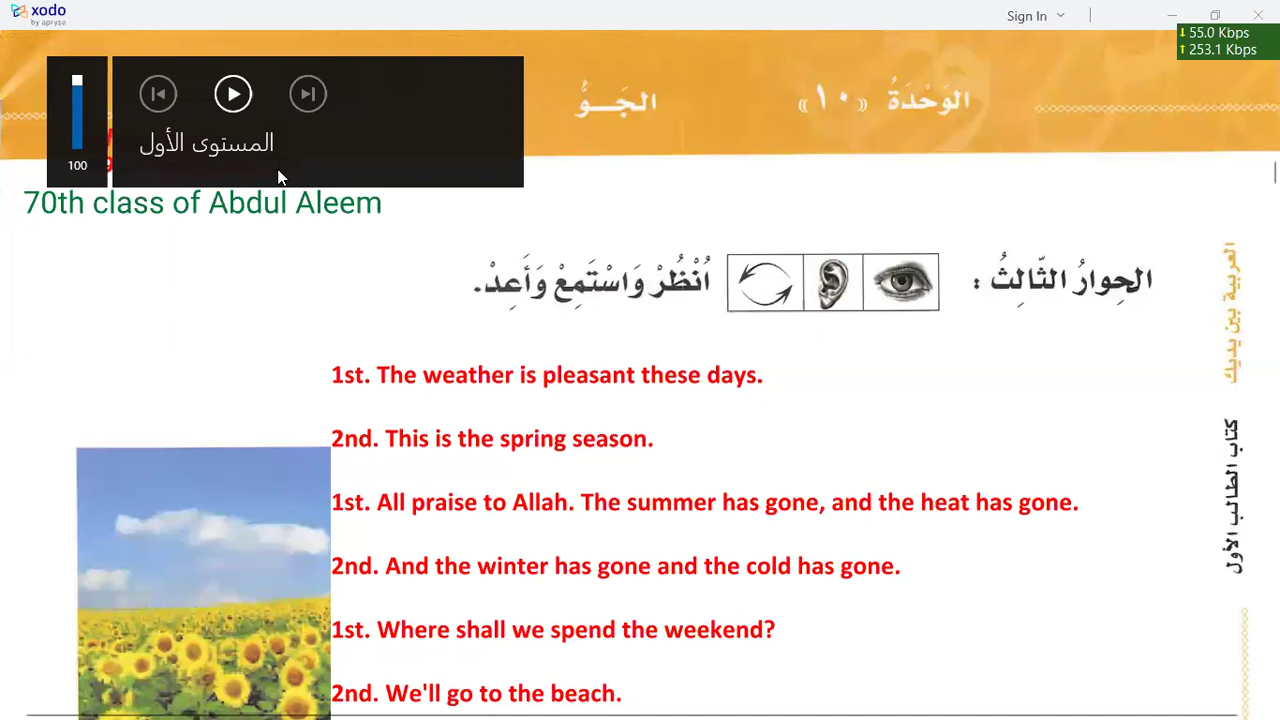 xodo
by apryse
Sign In
↓ 55.0 Kbps
↑ 253.1 Kbps
الوَحْدَةُ «١٠»
الجَـوُّ
المستوى الأول
100
70th class of Abdul Aleem
الحِوارُ الثّالِثُ :
اُنْظُرْ وَاسْتَمِعْ وَأَعِدْ.
1st. The weather is pleasant these days.
2nd. This is the spring season.
1st. All praise to Allah. The summer has gone, and the heat has gone.
2nd. And the winter has gone and the cold has gone.
1st. Where shall we spend the weekend?
2nd. We'll go to the beach.
العربية بين يديك
كتاب الطالب الأول